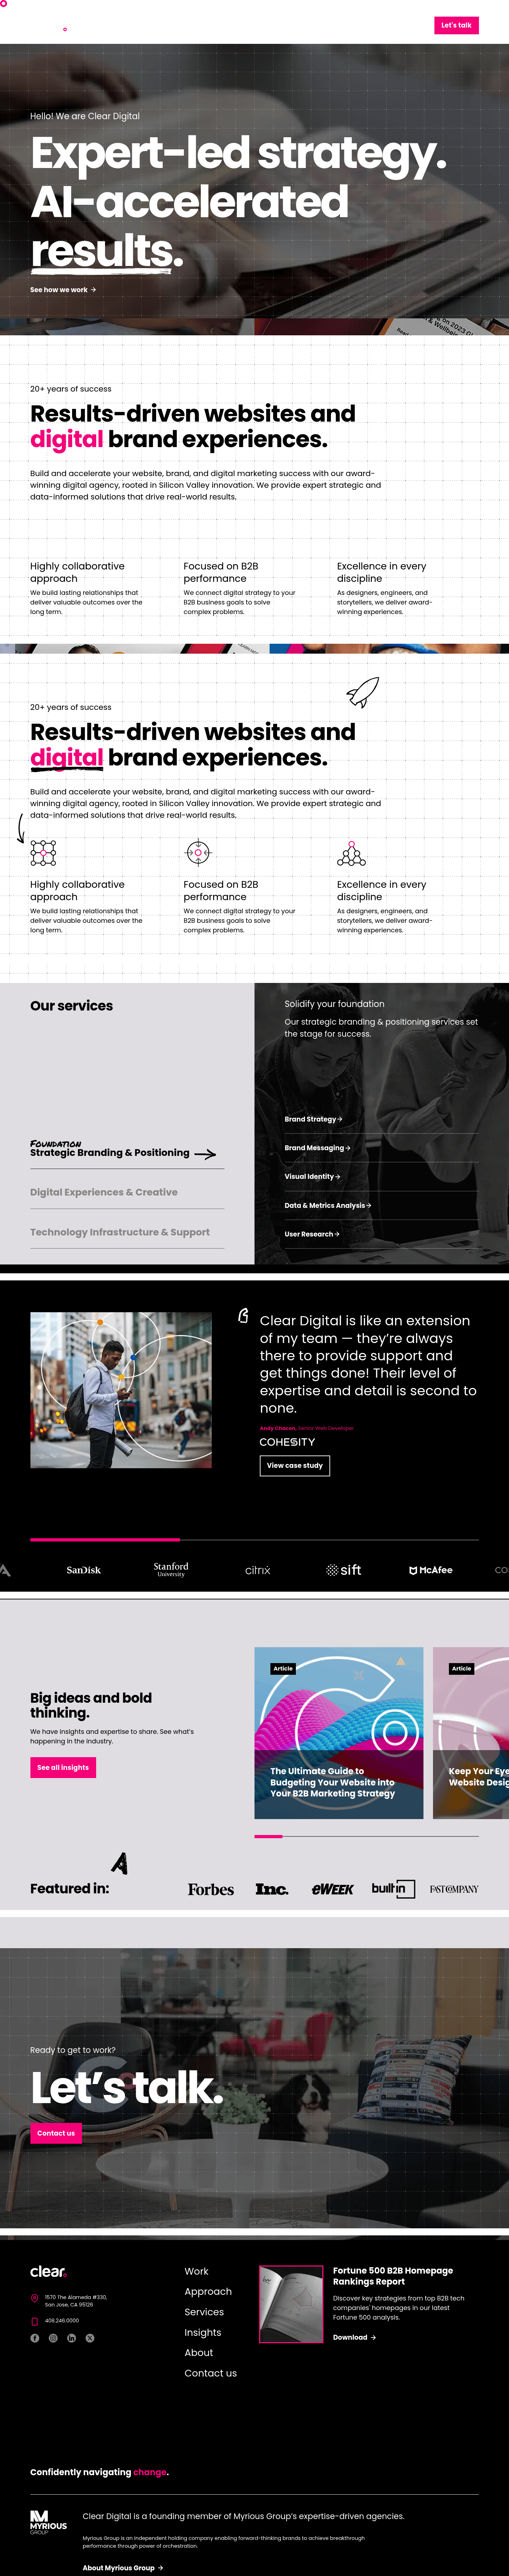 Let's talk
Hello! We are Clear Digital
Expert-led strategy.
AI-accelerated
results.
See how we work
20+ years of success
Results-driven websites and
digital brand experiences.
Build and accelerate your website, brand, and digital marketing success with our award-
winning digital agency, rooted in Silicon Valley innovation. We provide expert strategic and
data-informed solutions that drive real-world results.
Highly collaborative
approach
We build lasting relationships that
deliver valuable outcomes over the
long term.
Focused on B2B
performance
We connect digital strategy to your
B2B business goals to solve
complex problems.
Excellence in every
discipline
As designers, engineers, and
storytellers, we deliver award-
winning experiences.
20+ years of success
Results-driven websites and
digital brand experiences.
Build and accelerate your website, brand, and digital marketing success with our award-
winning digital agency, rooted in Silicon Valley innovation. We provide expert strategic and
data-informed solutions that drive real-world results.
Highly collaborative
approach
We build lasting relationships that
deliver valuable outcomes over the
long term.
Focused on B2B
performance
We connect digital strategy to your
B2B business goals to solve
complex problems.
Excellence in every
discipline
As designers, engineers, and
storytellers, we deliver award-
winning experiences.
Our services
Foundation
Strategic Branding & Positioning
Digital Experiences & Creative
Technology Infrastructure & Support
Solidify your foundation
Our strategic branding & positioning services set
the stage for success.
Brand Strategy
Brand Messaging
Visual Identity
Data & Metrics Analysis
User Research
Clear Digital is like an extension
of my team — they're always
there to provide support and
get things done! Their level of
expertise and detail is second to
none.
Andy Chacon, Senior Web Developer
COHESITY
View case study
SanDisk
Stanford
University
citrix
sift
McAfee
CO
Big ideas and bold
thinking.
We have insights and expertise to share. See what's
happening in the industry.
See all insights
Article
The Ultimate Guide to
Budgeting Your Website into
Your B2B Marketing Strategy
Article
Keep Your Eye
Website Desig
Featured in:
Forbes
Inc.
eWEEK
builtin
FAST COMPANY
Ready to get to work?
Let's talk.
Contact us
clear.
1570 The Alameda #330,
San Jose, CA 95126
408.246.0000
Work
Approach
Services
Insights
About
Contact us
Fortune 500 B2B Homepage
Rankings Report
Discover key strategies from top B2B tech
companies' homepages in our latest
Fortune 500 analysis.
Download
Confidently navigating change.
MYRIOUS
GROUP
Clear Digital is a founding member of Myrious Group's expertise-driven agencies.
Myrious Group is an independent holding company enabling forward-thinking brands to achieve breakthrough
performance through power of orchestration.
About Myrious Group